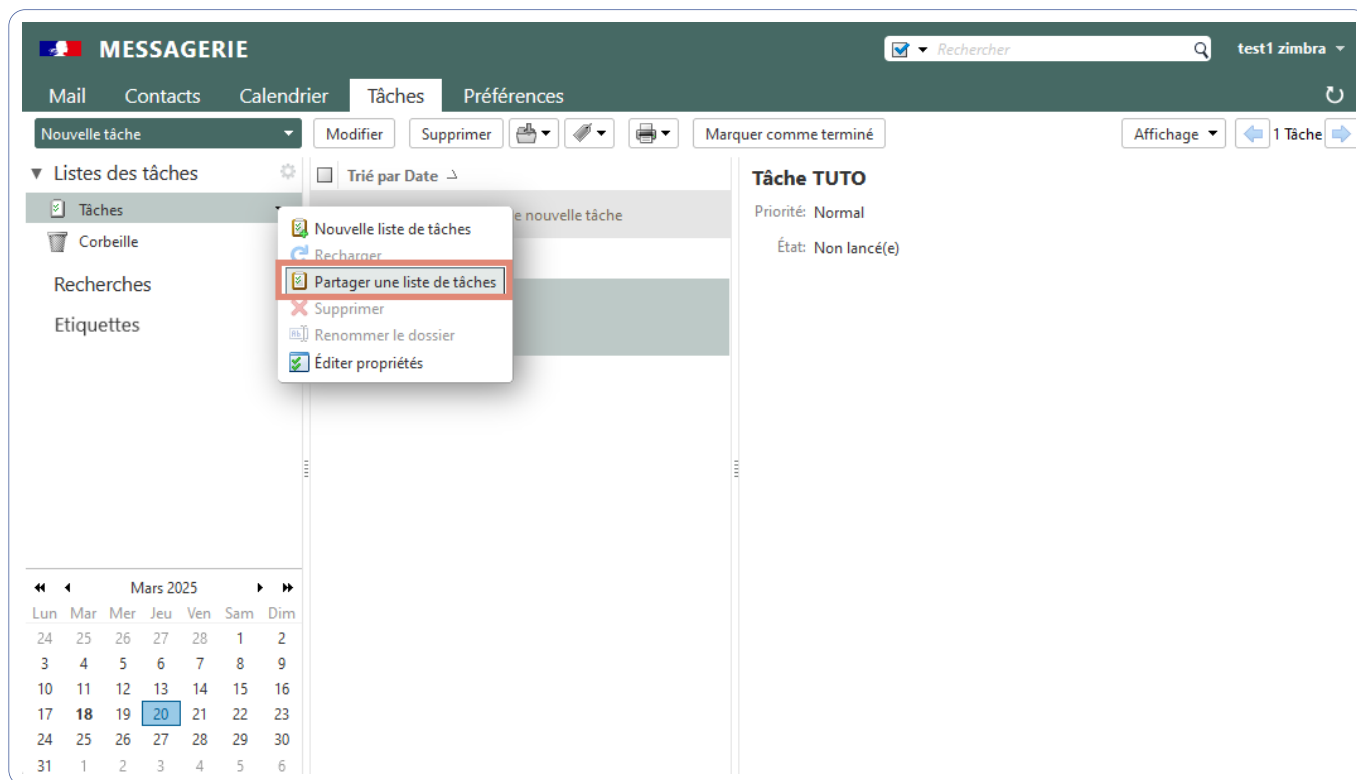 MESSAGERIE
Rechercher
test1 zimbra
Mail Contacts Calendrier Tâches Préférences
Nouvelle tâche Modifier Supprimer Marquer comme terminé Affichage 1 Tâche
Listes des tâches
Tâches
Corbeille
Recherches
Etiquettes
Trié par Date
e nouvelle tâche
Nouvelle liste de tâches
Recharger
Partager une liste de tâches
Supprimer
Renommer le dossier
Éditer propriétés
Tâche TUTO
Priorité: Normal
État: Non lancé(e)
Mars 2025
Lun Mar Mer Jeu Ven Sam Dim
24 25 26 27 28 1 2
3 4 5 6 7 8 9
10 11 12 13 14 15 16
17 18 19 20 21 22 23
24 25 26 27 28 29 30
31 1 2 3 4 5 6